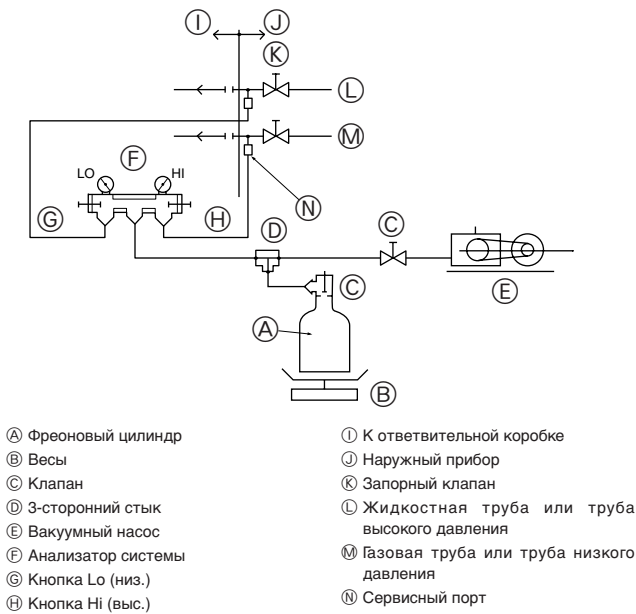 Ⓘ Ⓙ
Ⓚ
Ⓛ
Ⓕ Ⓜ
LO HI
Ⓖ Ⓗ Ⓝ
Ⓓ Ⓒ
Ⓒ Ⓔ
Ⓐ
Ⓑ
Ⓐ Фреоновый цилиндр
Ⓑ Весы
Ⓒ Клапан
Ⓓ 3-сторонний стык
Ⓔ Вакуумный насос
Ⓕ Анализатор системы
Ⓖ Кнопка Lo (низ.)
Ⓗ Кнопка Hi (выс.)
Ⓘ К ответвительной коробке
Ⓙ Наружный прибор
Ⓚ Запорный клапан
Ⓛ Жидкостная труба или труба
высокого давления
Ⓜ Газовая труба или труба низкого
давления
Ⓝ Сервисный порт